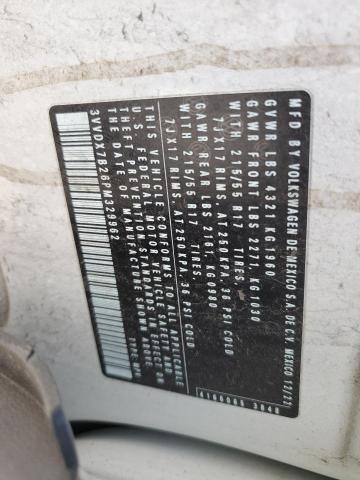 MFD BY VOLKSWAGEN DE MEXICO S.A. DE C.V. MEXICO 12/22
GVWR LBS 4321 KG 1960
GAWR FRONT LBS 2271 KG 1030
WITH 215/55 R17 TIRES,
7JX17 RIMS AT 250 KPA, 36 PSI COLD
GAWR REAR LBS 2161 KG 0980
WITH 215/55 R17 TIRES,
7JX17 RIMS AT 250 KPA, 36 PSI COLD
THIS VEHICLE CONFORMS TO ALL APPLICABLE
U.S. FEDERAL MOTOR VEHICLE SAFETY AND
THEFT PREVENTION STANDARDS IN EFFECT ON
THE DATE OF MANUFACTURE SHOWN ABOVE.
3VVDX7B26PM329962